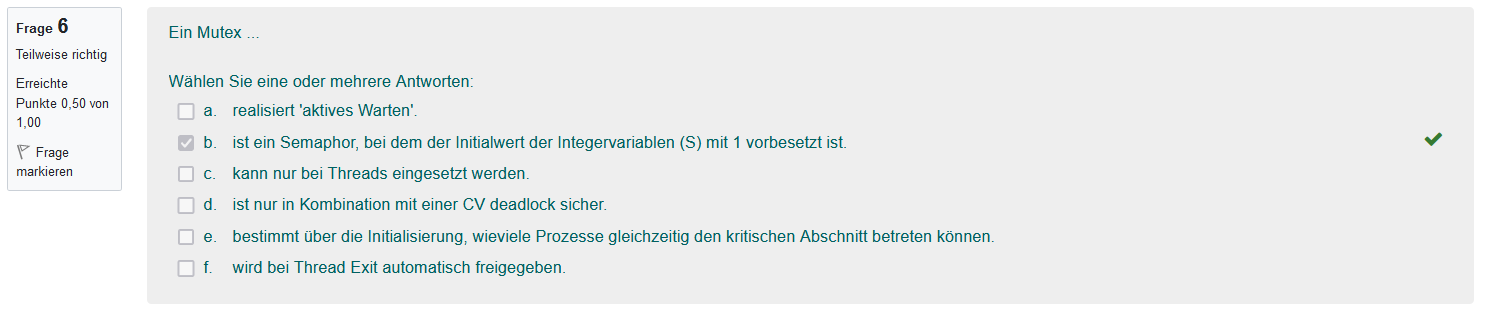 Frage 6
Teilweise richtig
Erreichte
Punkte 0,50 von
1,00
Frage
markieren
Ein Mutex ...
Wählen Sie eine oder mehrere Antworten:
a. realisiert 'aktives Warten'.
b. ist ein Semaphor, bei dem der Initialwert der Integervariablen (S) mit 1 vorbesetzt ist.
c. kann nur bei Threads eingesetzt werden.
d. ist nur in Kombination mit einer CV deadlock sicher.
e. bestimmt über die Initialisierung, wieviele Prozesse gleichzeitig den kritischen Abschnitt betreten können.
f. wird bei Thread Exit automatisch freigegeben.